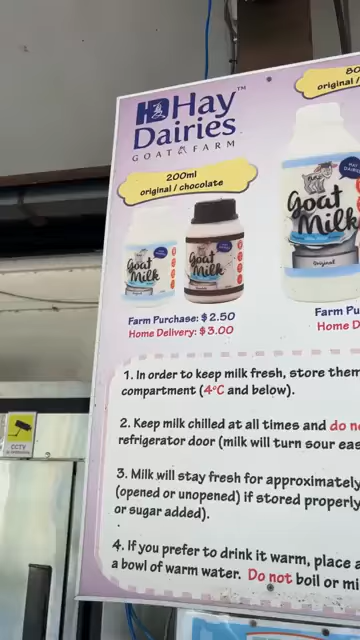 Hay
Dairies
TM
GOAT FARM
200ml
original / chocolate
80
original /
Goat
Milk
Goat
Milk
Goat
Milk
Original
Farm Purchase: $2.50
Home Delivery: $3.00
Farm Pu
Home D
1. In order to keep milk fresh, store them
compartment (4°C and below).
2. Keep milk chilled at all times and do no
refrigerator door (milk will turn sour eas
3. Milk will stay fresh for approximately
(opened or unopened) if stored properly
or sugar added).
4. If you prefer to drink it warm, place a
a bowl of warm water. Do not boil or mi
CCTV